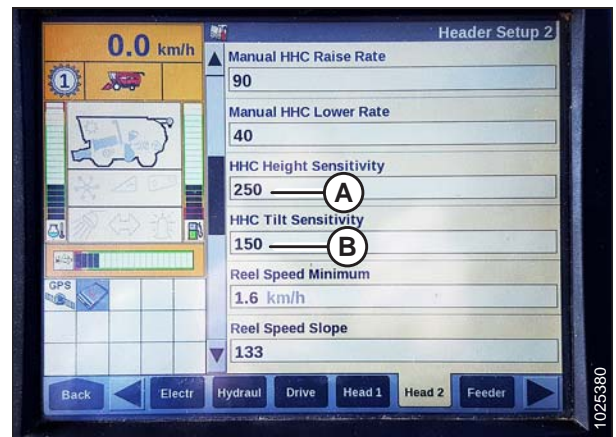 0.0 km/h
Header Setup 2
1
Manual HHC Raise Rate
90
Manual HHC Lower Rate
40
HHC Height Sensitivity
250
A
HHC Tilt Sensitivity
150
B
Reel Speed Minimum
1.6 km/h
GPS
Reel Speed Slope
133
Back
Electr
Hydraul
Drive
Head 1
Head 2
Feeder
1025380